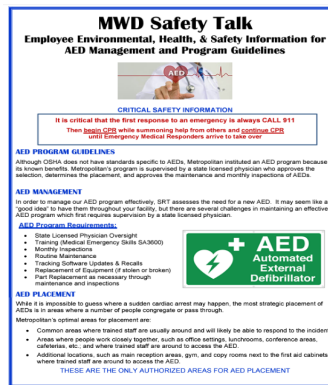 MWD Safety Talk
Employee Environmental, Health, & Safety Information for
AED Management and Program Guidelines
AED
CRITICAL SAFETY INFORMATION
It is critical that the first response to an emergency is always CALL 911
Then begin CPR while summoning help from others and continue CPR
until Emergency Medical Responders arrive to take over
AED PROGRAM GUIDELINES
Although OSHA does not have standards specific to AEDs, Metropolitan instituted an AED program because
its known benefits. Metropolitan's program is supervised by a state licensed physician who approves the
selection, determines the placement, and approves the maintenance and monthly inspections of AEDs.
AED MANAGEMENT
In order to manage our AED program effectively, SRT assesses the need for a new AED. It may seem like a
"good idea" to have them throughout your facility, but there are several challenges in maintaining an effective
AED program which first requires supervision by a state licensed physician.
AED Program Requirements:
• State Licensed Physician Oversight
• Training (Medical Emergency Skills SA3600)
• Monthly Inspections
• Routine Maintenance
• Tracking Software Updates & Recalls
• Replacement of Equipment (if stolen or broken)
• Part Replacement as necessary through
maintenance and inspections
AED
Automated
External
Defibrillator
AED PLACEMENT
While it is impossible to guess where a sudden cardiac arrest may happen, the most strategic placement of
AEDs is in areas where a number of people congregate or pass through.
Metropolitan's optimal areas for placement are:
• Common areas where trained staff are usually around and will likely be able to respond to the incident
• Areas where people work closely together, such as office settings, lunchrooms, conference areas,
cafeterias, etc., and where trained staff are around to access the AED.
• Additional locations, such as main reception areas, gym, and copy rooms next to the first aid cabinets
where trained staff are around to access the AED.
THESE ARE THE ONLY AUTHORIZED AREAS FOR AED PLACEMENT